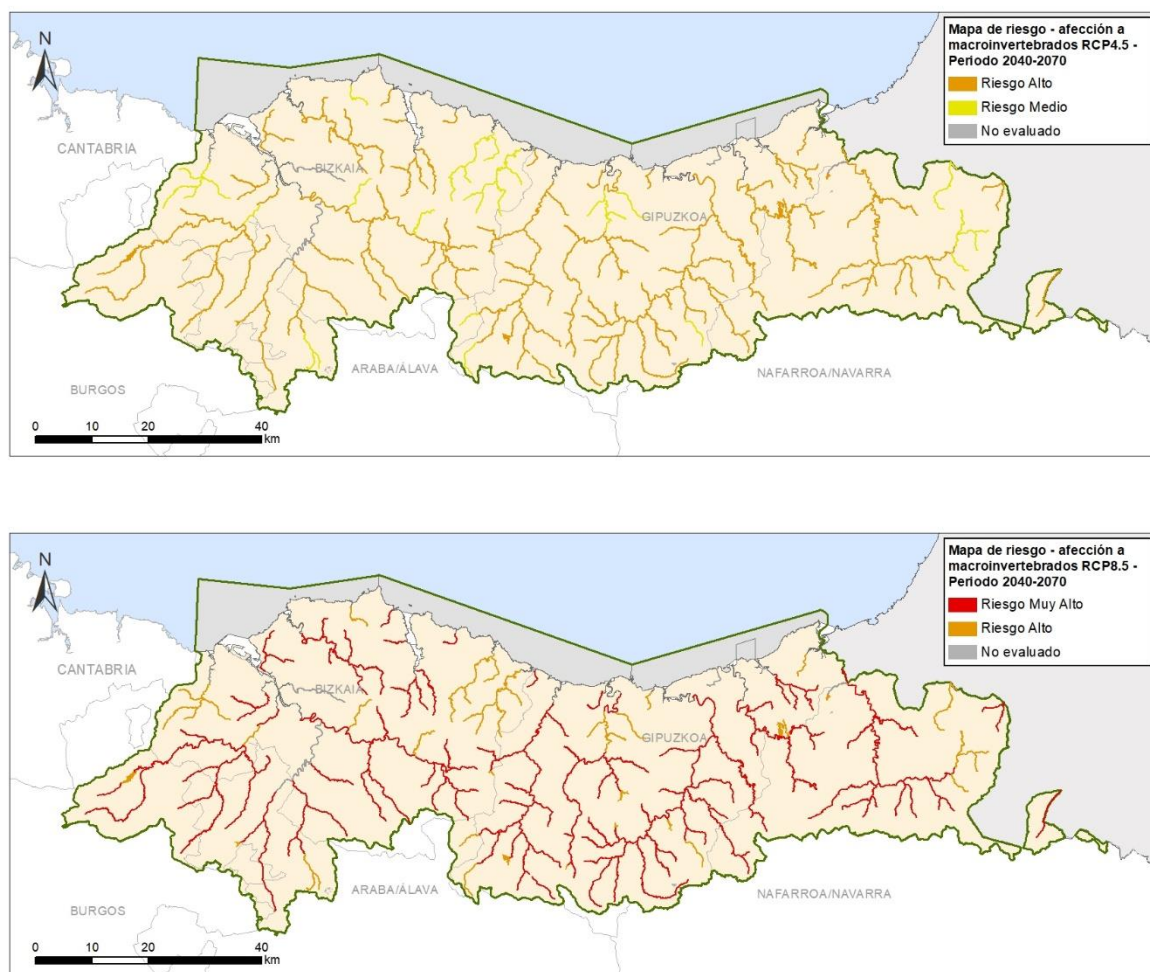 Mapa de riesgo - afección a
macroinvertebrados RCP4.5 -
Periodo 2040-2070
Riesgo Alto
Riesgo Medio
No evaluado
N
CANTABRIA
BIZKAIA
GIPUZKOA
ARABA/ÁLAVA
NAFARROA/NAVARRA
BURGOS
0 10 20 40
km
Mapa de riesgo - afección a
macroinvertebrados RCP8.5 -
Periodo 2040-2070
Riesgo Muy Alto
Riesgo Alto
No evaluado
N
CANTABRIA
BIZKAIA
GIPUZKOA
ARABA/ÁLAVA
NAFARROA/NAVARRA
BURGOS
0 10 20 40
km